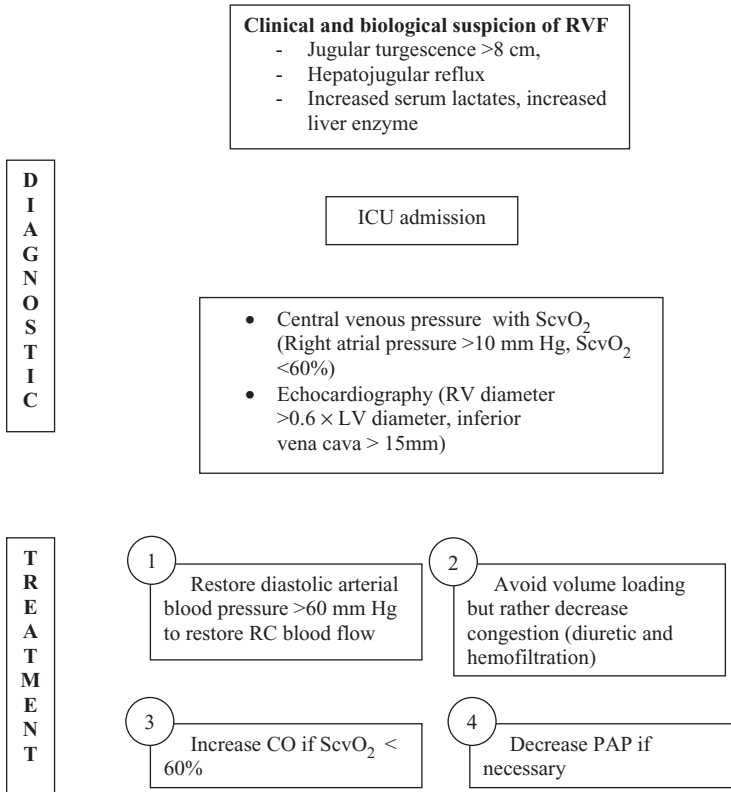 Clinical and biological suspicion of RVF
- Jugular turgescence >8 cm,
- Hepatojugular reflux
- Increased serum lactates, increased
liver enzyme
DIAGNOSTIC
ICU admission
• Central venous pressure with ScvO2
(Right atrial pressure >10 mm Hg, ScvO2
<60%)
• Echocardiography (RV diameter
>0.6 × LV diameter, inferior
vena cava > 15mm)
TREATMENT
1
Restore diastolic arterial
blood pressure >60 mm Hg
to restore RC blood flow
2
Avoid volume loading
but rather decrease
congestion (diuretic and
hemofiltration)
3
Increase CO if ScvO2 <
60%
4
Decrease PAP if
necessary